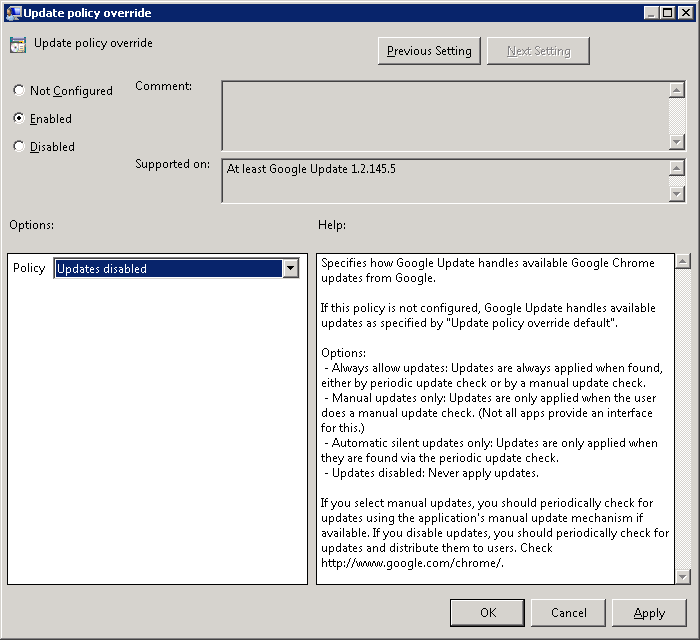 Update policy override
Update policy override
Previous Setting
Next Setting
Not Configured
Comment:
Enabled
Disabled
Supported on:
At least Google Update 1.2.145.5
Options:
Help:
Policy
Updates disabled
Specifies how Google Update handles available Google Chrome
updates from Google.
If this policy is not configured, Google Update handles available
updates as specified by "Update policy override default".
Options:
- Always allow updates: Updates are always applied when found,
either by periodic update check or by a manual update check.
- Manual updates only: Updates are only applied when the user
does a manual update check. (Not all apps provide an interface
for this.)
- Automatic silent updates only: Updates are only applied when
they are found via the periodic update check.
- Updates disabled: Never apply updates.
If you select manual updates, you should periodically check for
updates using the application's manual update mechanism if
available. If you disable updates, you should periodically check for
updates and distribute them to users. Check
http://www.google.com/chrome/.
OK
Cancel
Apply